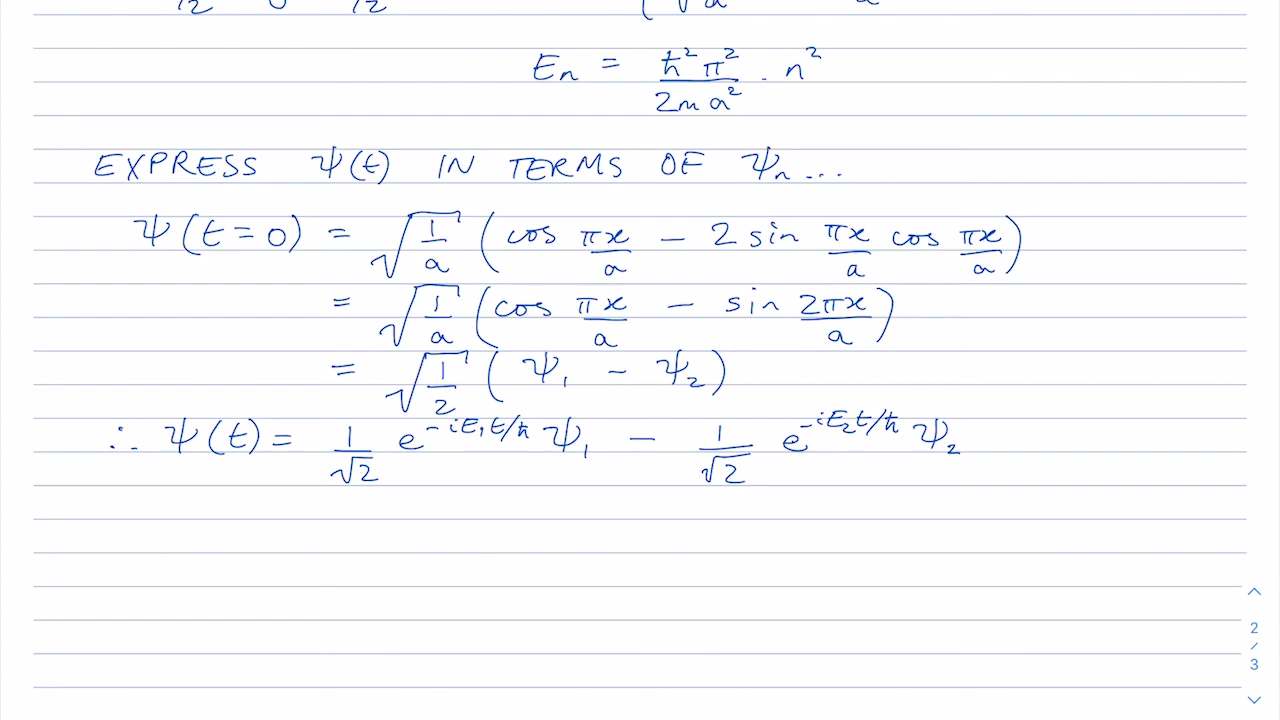 E_n = ħ²π²/2ma² . n²
EXPRESS Ψ(t) IN TERMS OF Ψ_n ...
Ψ(t=0) = √(1/a) (cos πx/a − 2 sin πx/a cos πx/a)
= √(1/a) (cos πx/a − sin 2πx/a)
= √(1/2) (Ψ₁ − Ψ₂)
∴ Ψ(t) = 1/√2 e^(−iE₁t/ħ) Ψ₁ − 1/√2 e^(−iE₂t/ħ) Ψ₂
2
/
3